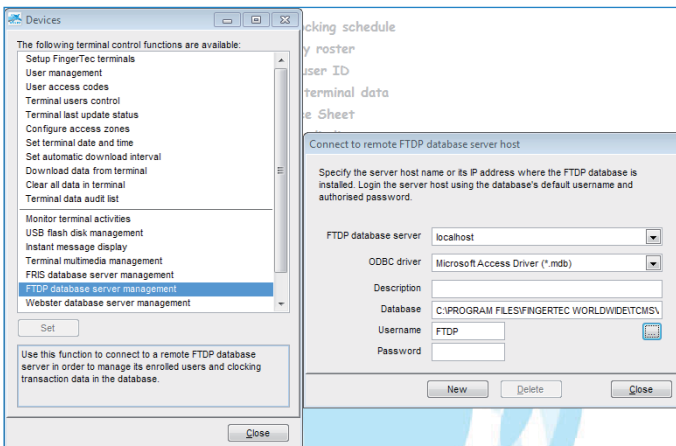 Devices
The following terminal control functions are available:
Setup FingerTec terminals
User management
User access codes
Terminal users control
Terminal last update status
Configure access zones
Set terminal date and time
Set automatic download interval
Download data from terminal
Clear all data in terminal
Terminal data audit list
Monitor terminal activities
USB flash disk management
Instant message display
Terminal multimedia management
FRIS database server management
FTDP database server management
Webster database server management
Set
Use this function to connect to a remote FTDP database
server in order to manage its enrolled users and clocking
transaction data in the database.
Close
cking schedule
y roster
user ID
terminal data
e Sheet
Connect to remote FTDP database server host
Specify the server host name or its IP address where the FTDP database is
installed. Login the server host using the database's default username and
authorised password.
FTDP database server localhost
ODBC driver Microsoft Access Driver (*.mdb)
Description
Database C:\PROGRAM FILES\FINGERTEC WORLDWIDE\TCMS\
Username FTDP ...
Password
New Delete Close